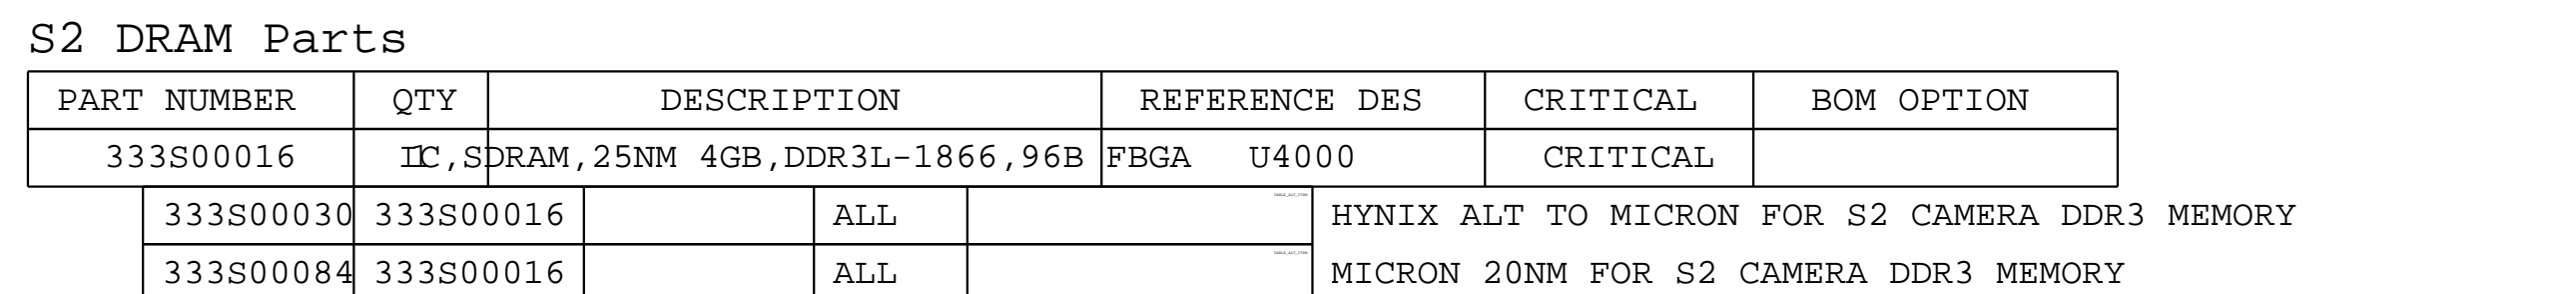 S2 DRAM Parts
PART NUMBER QTY DESCRIPTION REFERENCE DES CRITICAL BOM OPTION
333S00016 1 IC,SDRAM,25NM 4GB,DDR3L-1866,96B FBGA U4000 CRITICAL
TABLE_ALT_ITEM
333S00030 333S00016 ALL HYNIX ALT TO MICRON FOR S2 CAMERA DDR3 MEMORY
TABLE_ALT_ITEM
333S00084 333S00016 ALL MICRON 20NM FOR S2 CAMERA DDR3 MEMORY